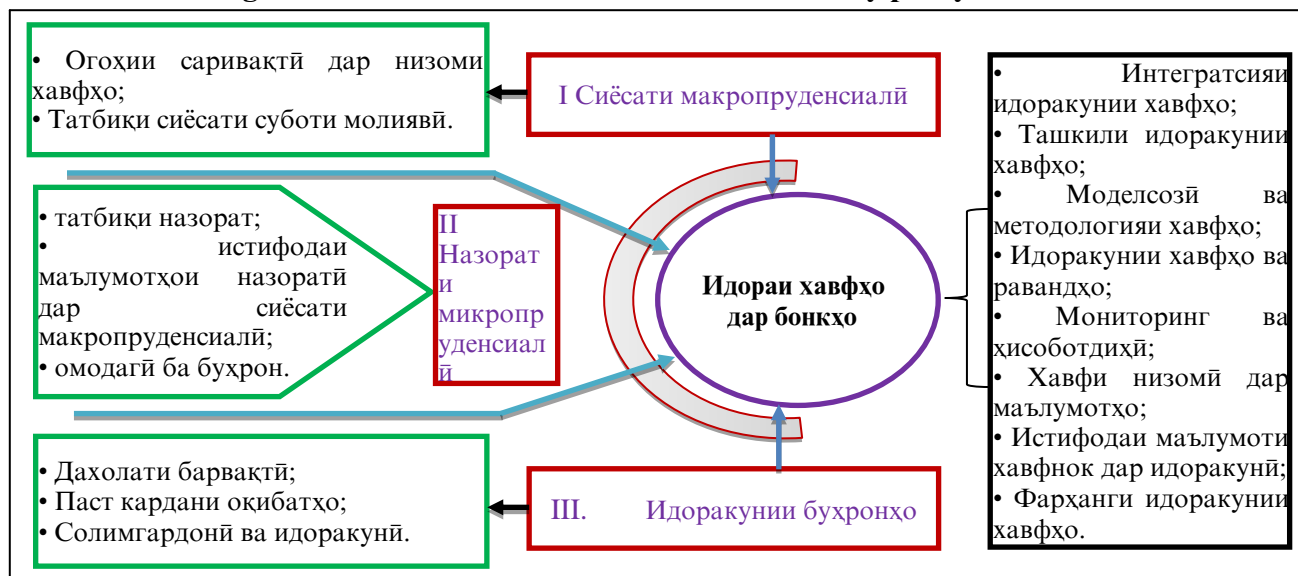 • Огоҳии саривақтӣ дар низоми
хавфҳо;
• Татбиқи сиёсати суботи молиявӣ.
I Сиёсати макропруденсиалӣ
• татбиқи назорат;
• истифодаи
маълумотҳои назоратӣ
дар сиёсати
макропруденсиалӣ;
• омодагӣ ба буҳрон.
II
Назорат
и
микропр
уденсиал
ӣ
Идораи хавфҳо
дар бонкҳо
• Дахолати барвақтӣ;
• Паст кардани оқибатҳо;
• Солимгардонӣ ва идоракунӣ.
III. Идоракунии буҳронҳо
• Интегратсияи
идоракунии хавфҳо;
• Ташкили идоракунии
хавфҳо;
• Моделсозӣ ва
методологияи хавфҳо;
• Идоракунии хавфҳо ва
равандҳо;
• Мониторинг ва
ҳисоботдиҳӣ;
• Хавфи низомӣ дар
маълумотҳо;
• Истифодаи маълумоти
хавфнок дар идоракунӣ;
• Фарҳанги идоракунии
хавфҳо.